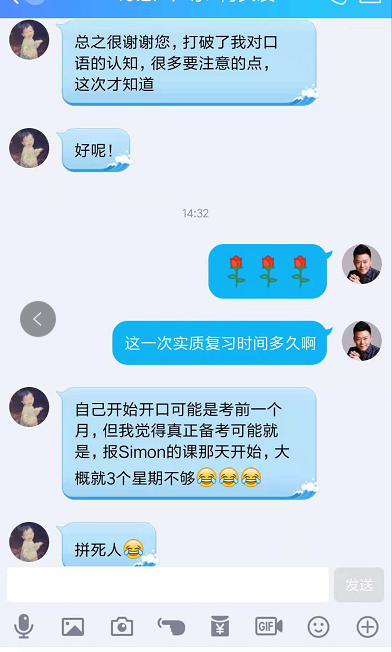 总之很谢谢您，打破了我对口
语的认知，很多要注意的点，
这次才知道
好呢！
14:32
这一次实质复习时间多久啊
自己开始开口可能是考前一个
月，但我觉得真正备考可能就
是，报Simon的课那天开始，大
概就3个星期不够😂😂😂
拼死人😂
发送
GIF